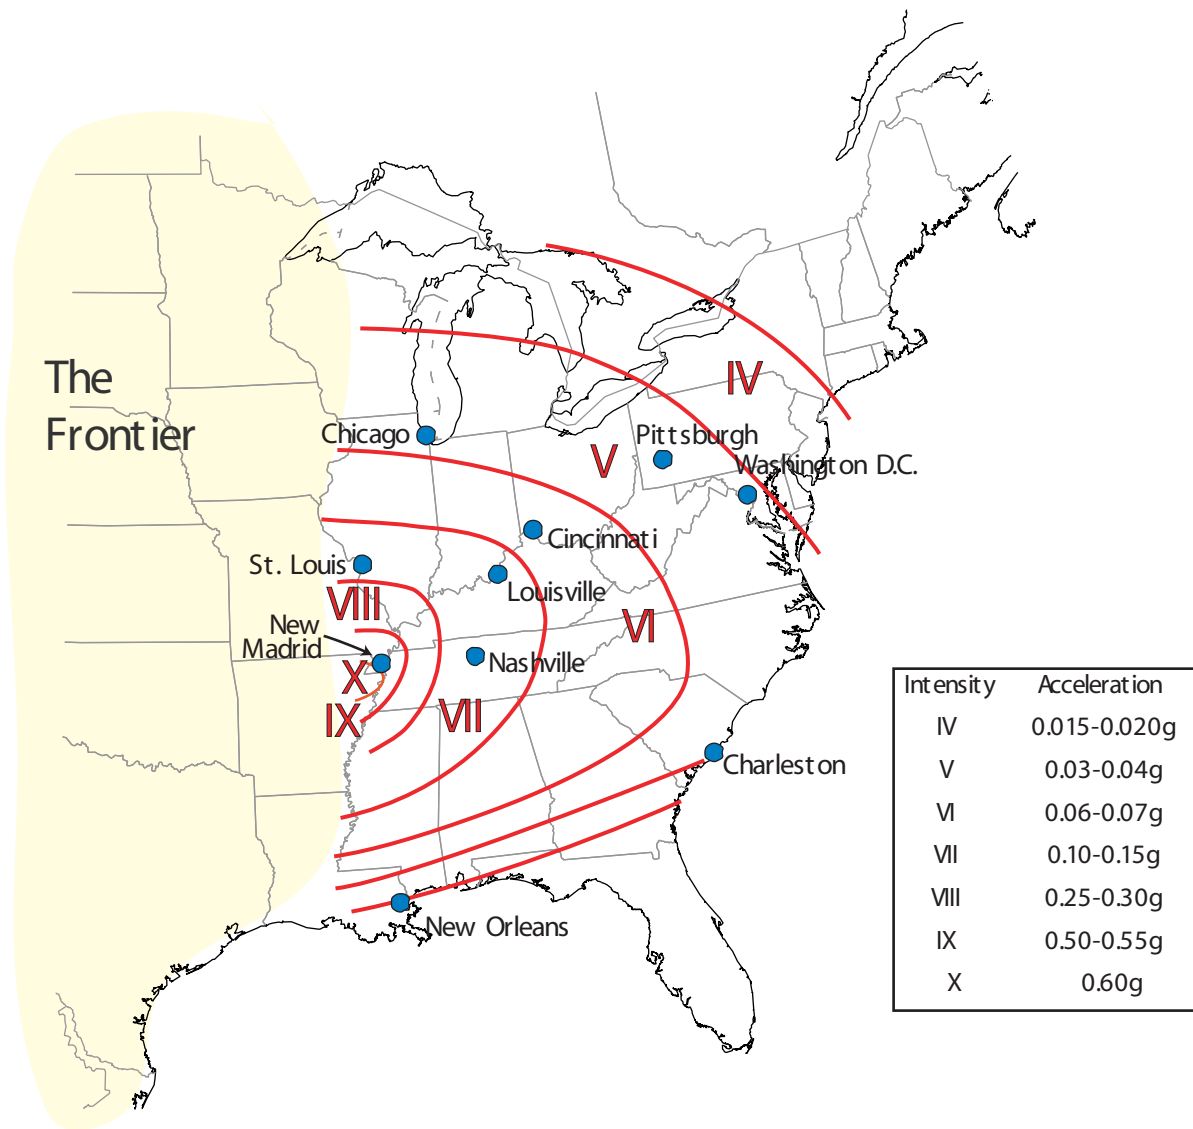 The
Frontier
IV
Chicago
Pittsburgh
V
Washington D.C.
Cincinnati
St. Louis
Louisville
VIII
New
Madrid
VI
Nashville
X
IX
VII
Charleston
New Orleans
Intensity Acceleration
IV 0.015-0.020g
V 0.03-0.04g
VI 0.06-0.07g
VII 0.10-0.15g
VIII 0.25-0.30g
IX 0.50-0.55g
X 0.60g